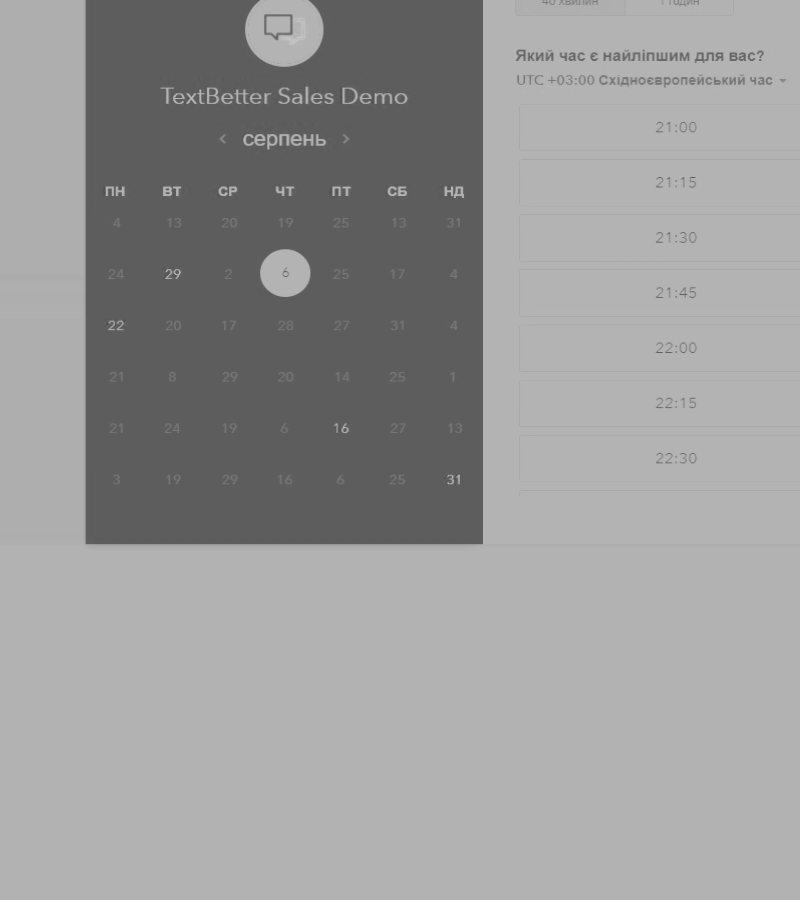 40 хвилин 1 годин
TextBetter Sales Demo
серпень
ПН ВТ СР ЧТ ПТ СБ НД
4 13 20 19 25 13 31
24 29 2 6 25 17 4
22 20 17 28 27 31 4
21 8 29 20 14 25 1
21 24 19 6 16 27 13
3 19 29 16 6 25 31
Який час є найліпшим для вас?
UTC +03:00 Східноєвропейський час
21:00
21:15
21:30
21:45
22:00
22:15
22:30